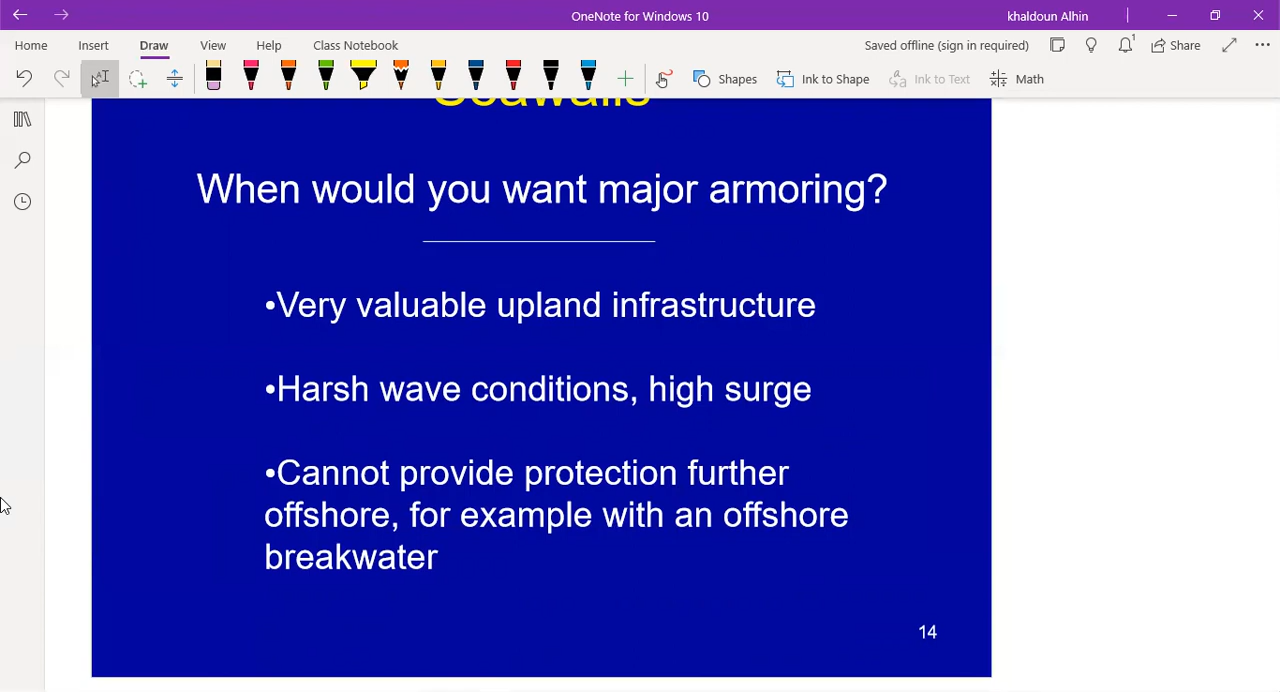 OneNote for Windows 10
khaldoun Alhin
Home Insert Draw View Help Class Notebook
Saved offline (sign in required)
1
Share
Shapes
Ink to Shape
Ink to Text
Math
Seawalls
When would you want major armoring?
•Very valuable upland infrastructure
•Harsh wave conditions, high surge
•Cannot provide protection further
offshore, for example with an offshore
breakwater
14